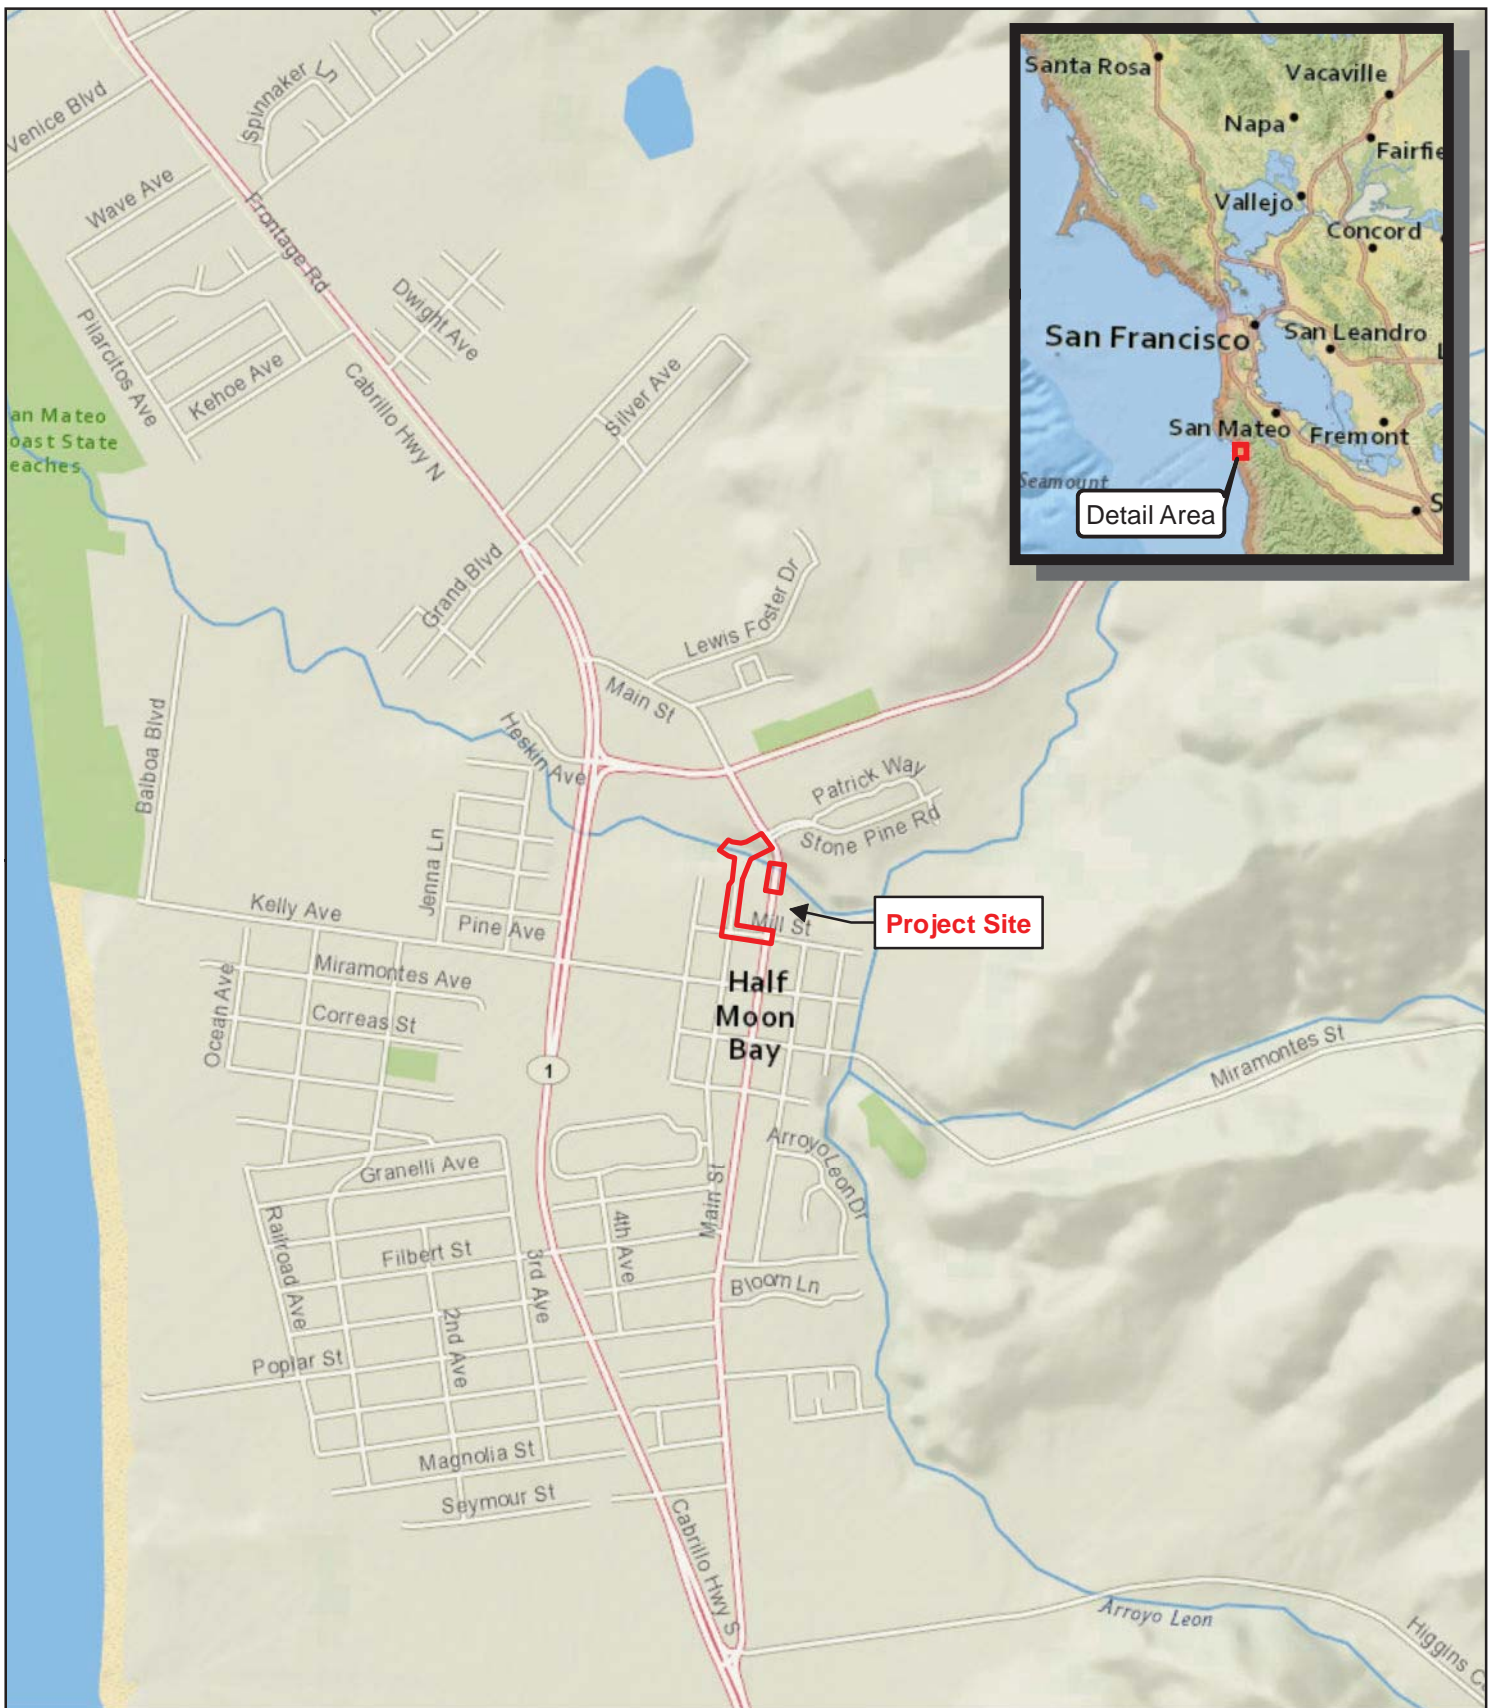 Venice Blvd
Spinnaker Ln
Wave Ave
Frontage Rd
Pilarcitos Ave
Kehoe Ave
Dwight Ave
Cabrillo Hwy N
Silver Ave
an Mateo
oast State
eaches
Grand Blvd
Lewis Foster Dr
Main St
Heskin Ave
Balboa Blvd
Patrick Way
Stone Pine Rd
Jenna Ln
Kelly Ave
Pine Ave
Mill St
Project Site
Miramontes Ave
Ocean Ave
Correas St
Half
Moon
Bay
1
Miramontes St
Arroyo Leon Dr
Granelli Ave
Main St
4th Ave
Railroad Ave
Filbert St
3rd Ave
Bloom Ln
2nd Ave
Poplar St
Magnolia St
Seymour St
Cabrillo Hwy S
Arroyo Leon
Higgins C
Santa Rosa
Vacaville
Napa
Fairfie
Vallejo
Concord
San Francisco
San Leandro
L
San Mateo
Fremont
Seamount
S
Detail Area